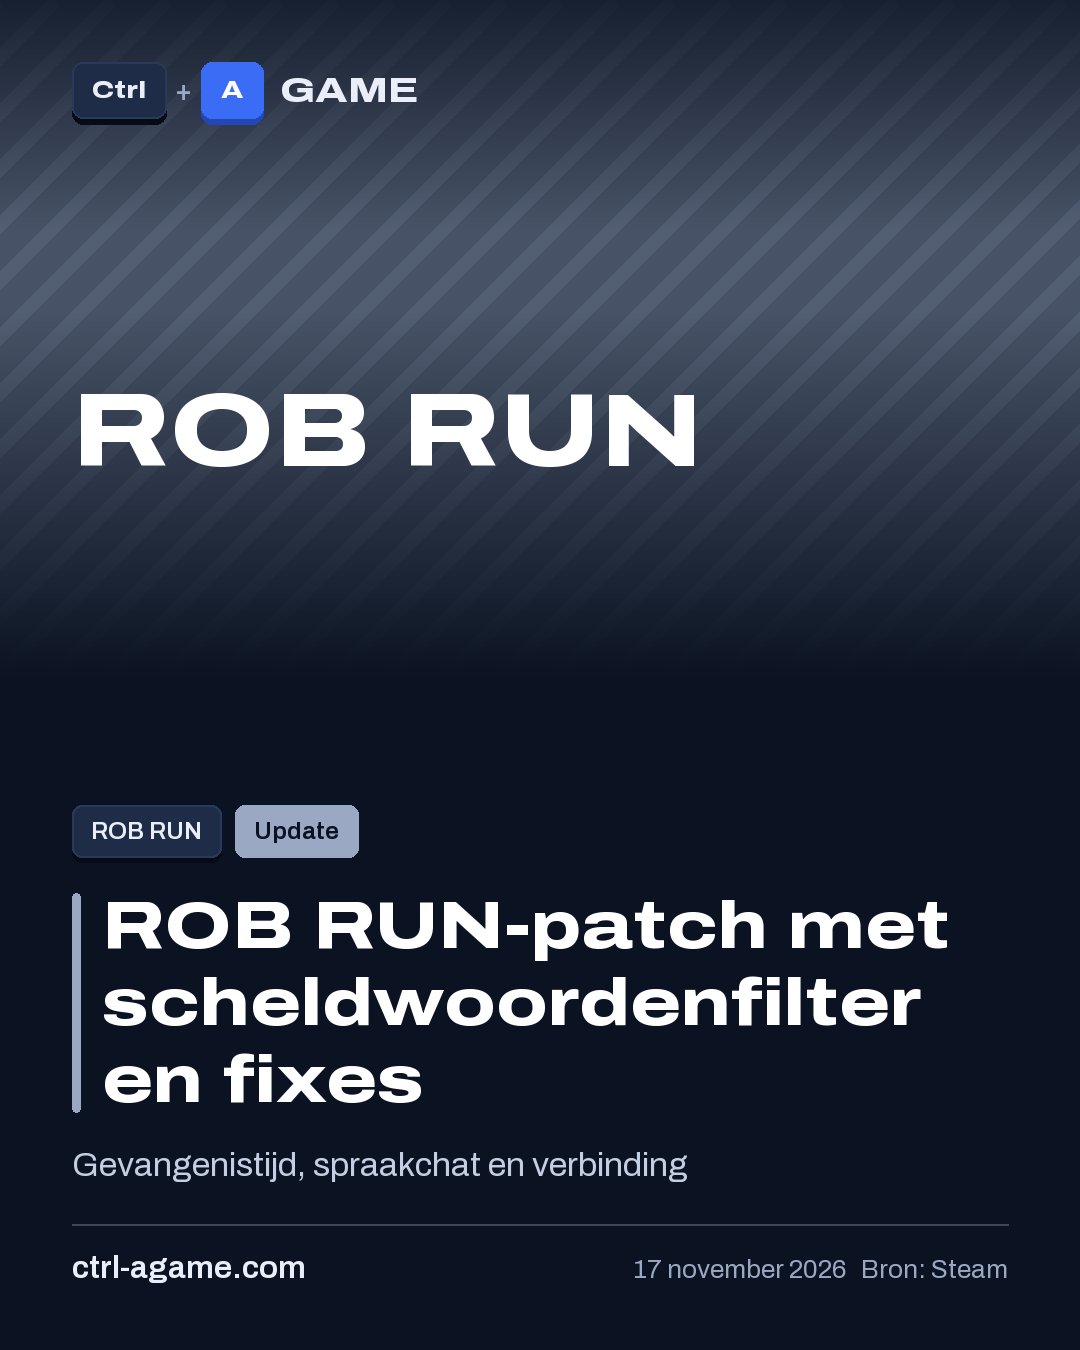 Ctrl + A GAME
ROB RUN
ROB RUN Update
ROB RUN-patch met
scheldwoordenfilter
en fixes
Gevangenistijd, spraakchat en verbinding
ctrl-agame.com 17 november 2026 Bron: Steam